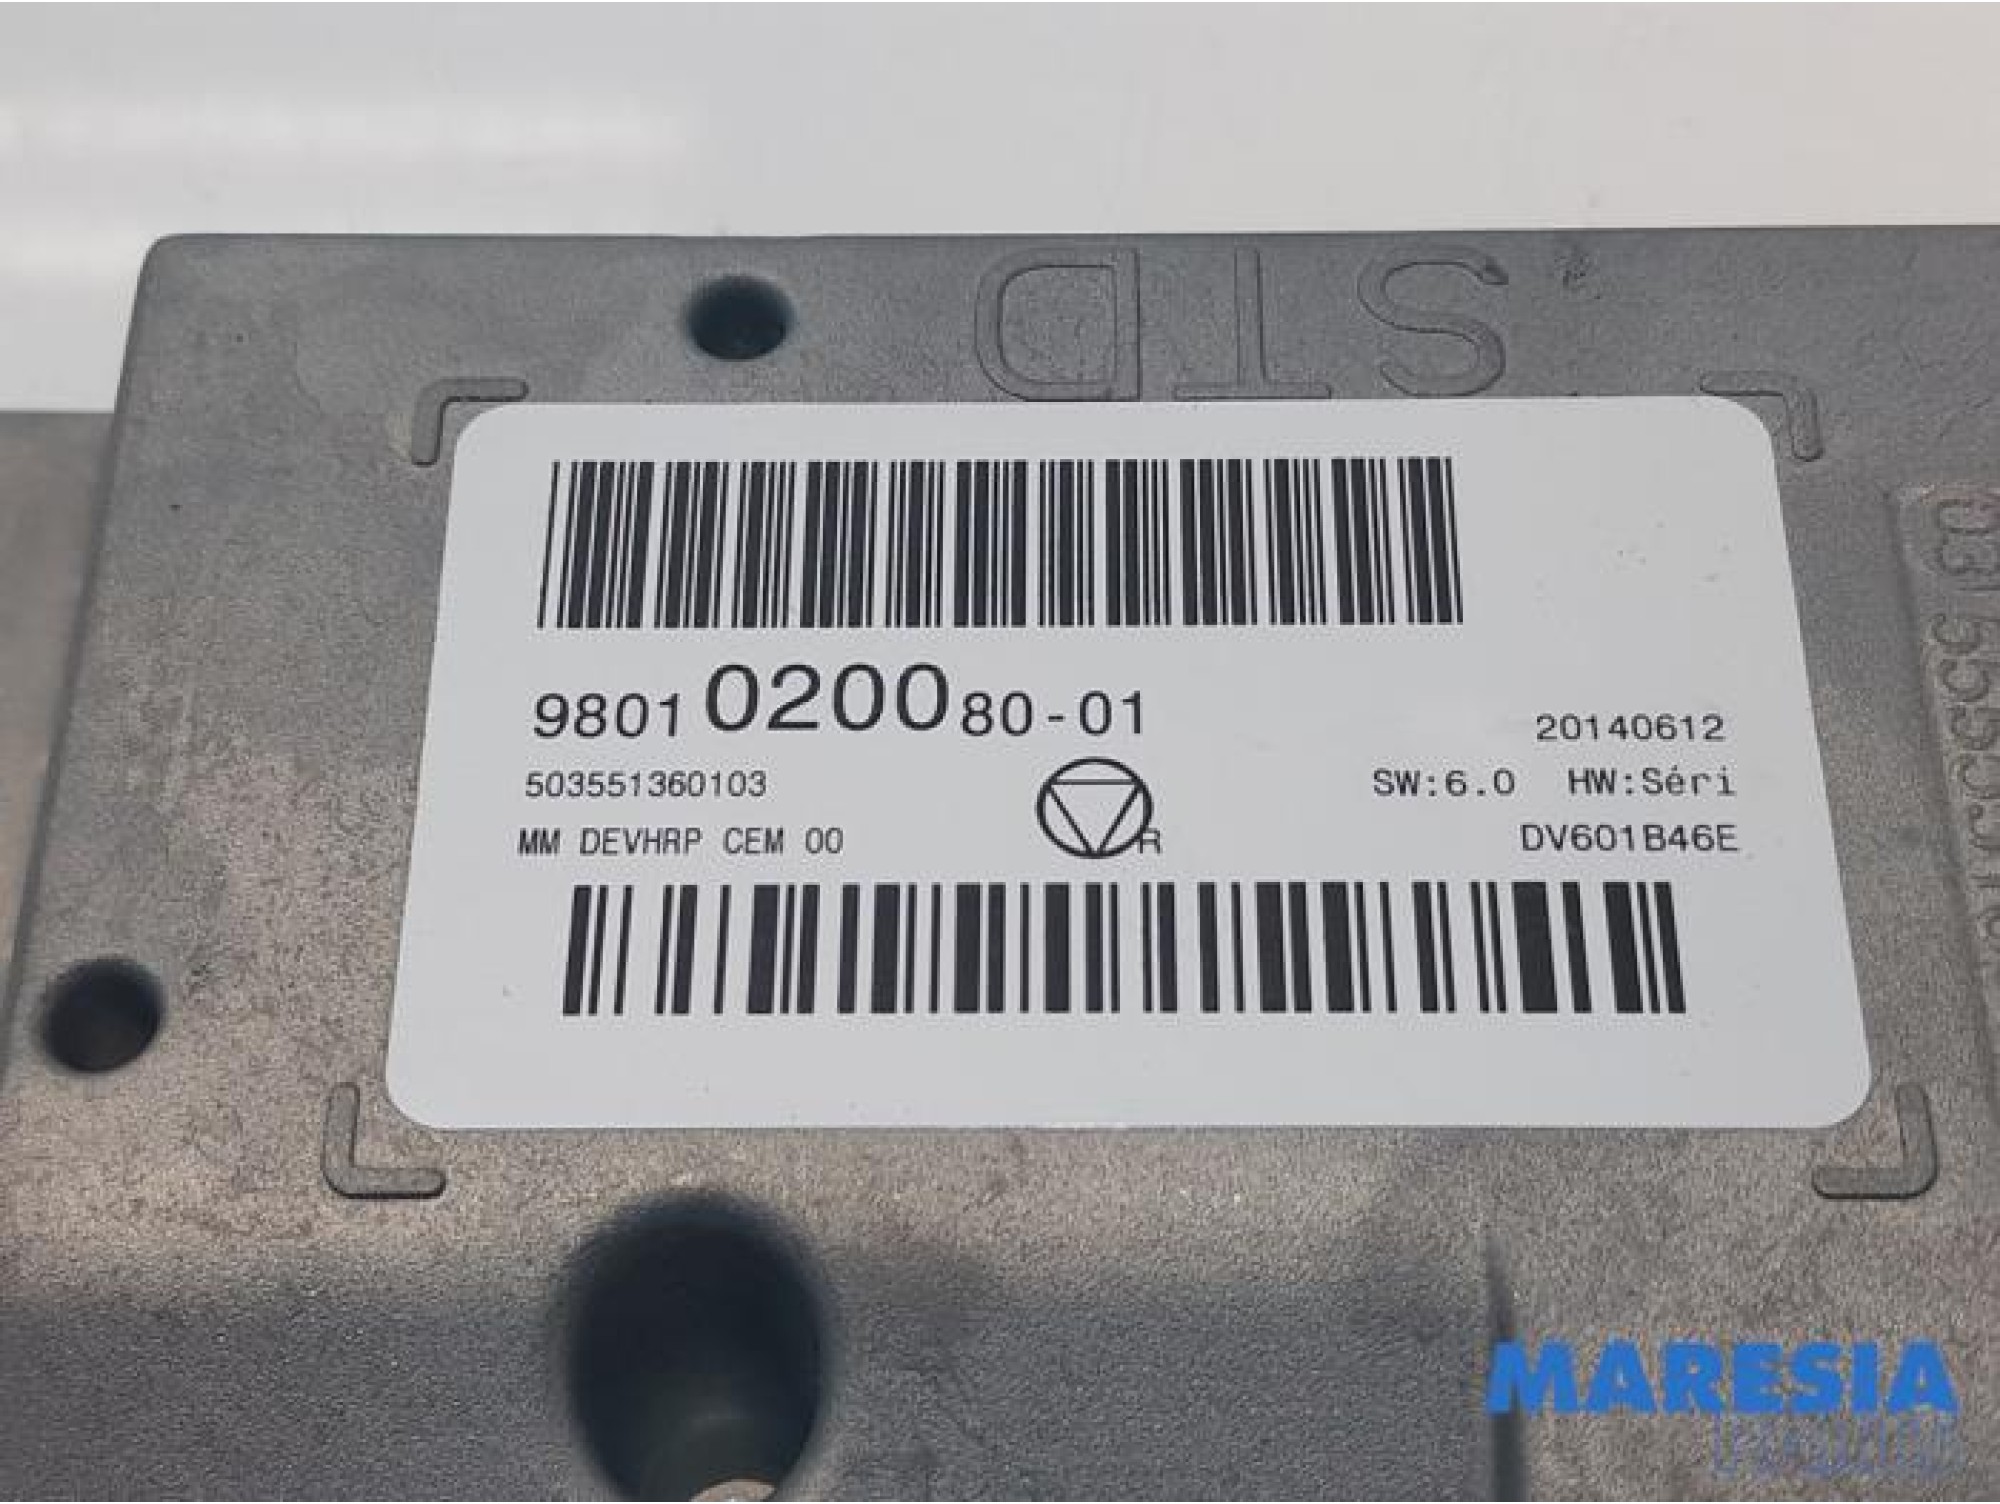 STD
9801020080-01
20140612
503551360103
SW:6.0 HW:Séri
MM DEVHRP CEM 00
R
DV601B46E
MARESIA